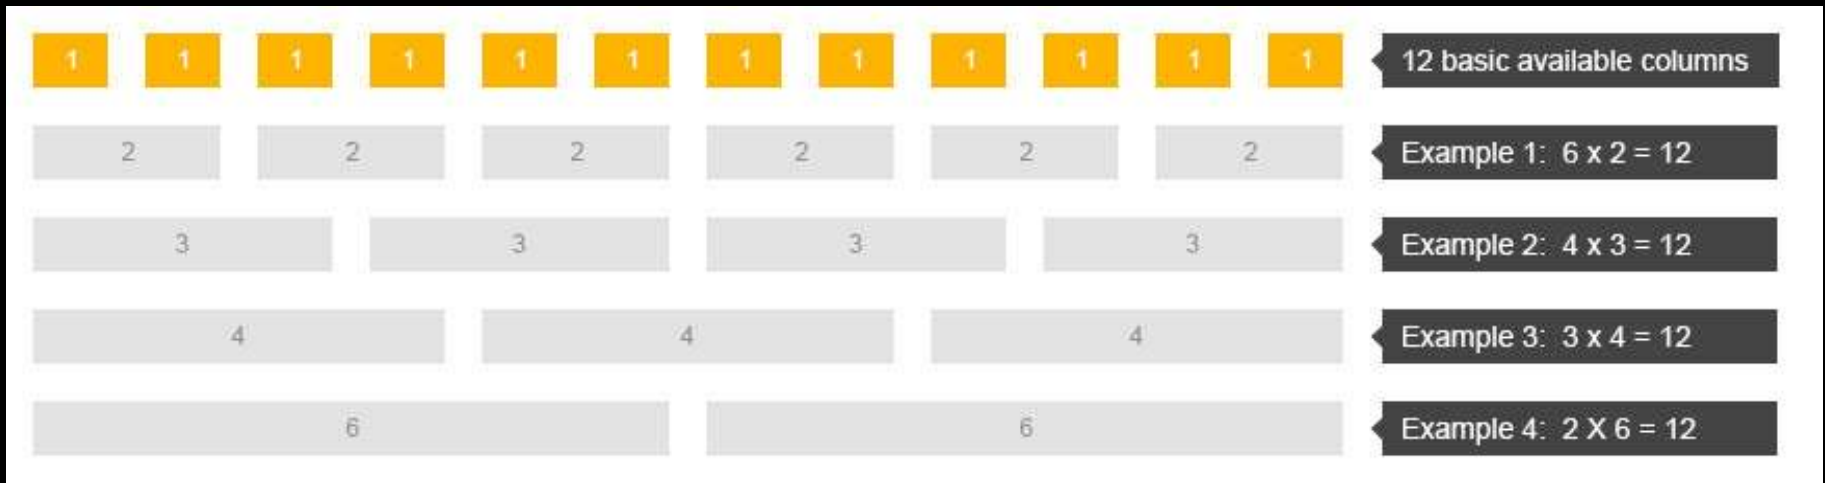 1 1 1 1 1 1 1 1 1 1 1 1 12 basic available columns
2 2 2 2 2 2 Example 1: 6 x 2 = 12
3 3 3 3 Example 2: 4 x 3 = 12
4 4 4 Example 3: 3 x 4 = 12
6 6 Example 4: 2 X 6 = 12